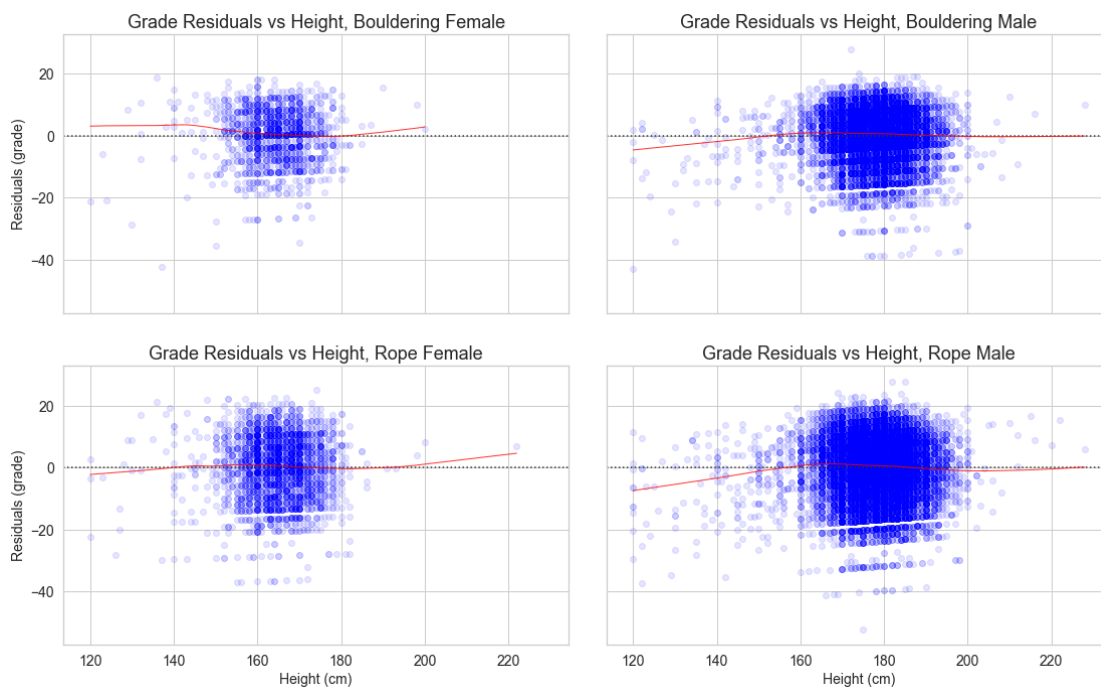 Grade Residuals vs Height, Bouldering Female
Grade Residuals vs Height, Bouldering Male
20
0
−20
−40
Residuals (grade)
Grade Residuals vs Height, Rope Female
Grade Residuals vs Height, Rope Male
20
0
−20
−40
Residuals (grade)
120 140 160 180 200 220
120 140 160 180 200 220
Height (cm)
Height (cm)